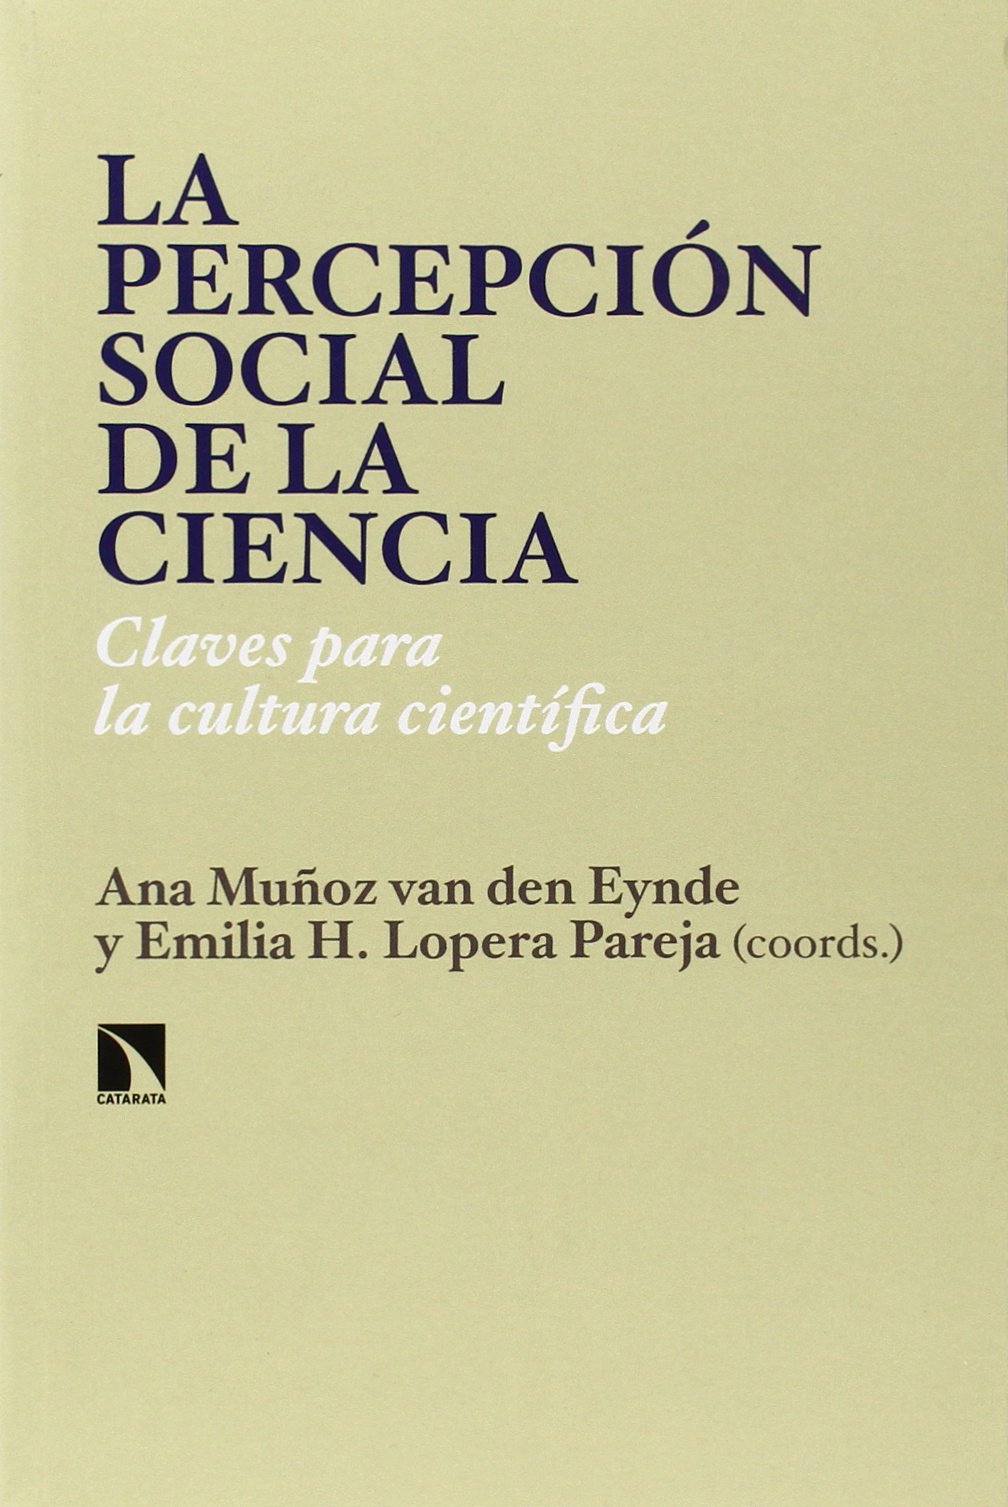 LA
PERCEPCIÓN
SOCIAL
DE LA
CIENCIA
Claves para
la cultura científica
Ana Muñoz van den Eynde
y Emilia H. Lopera Pareja (coords.)
CATARATA